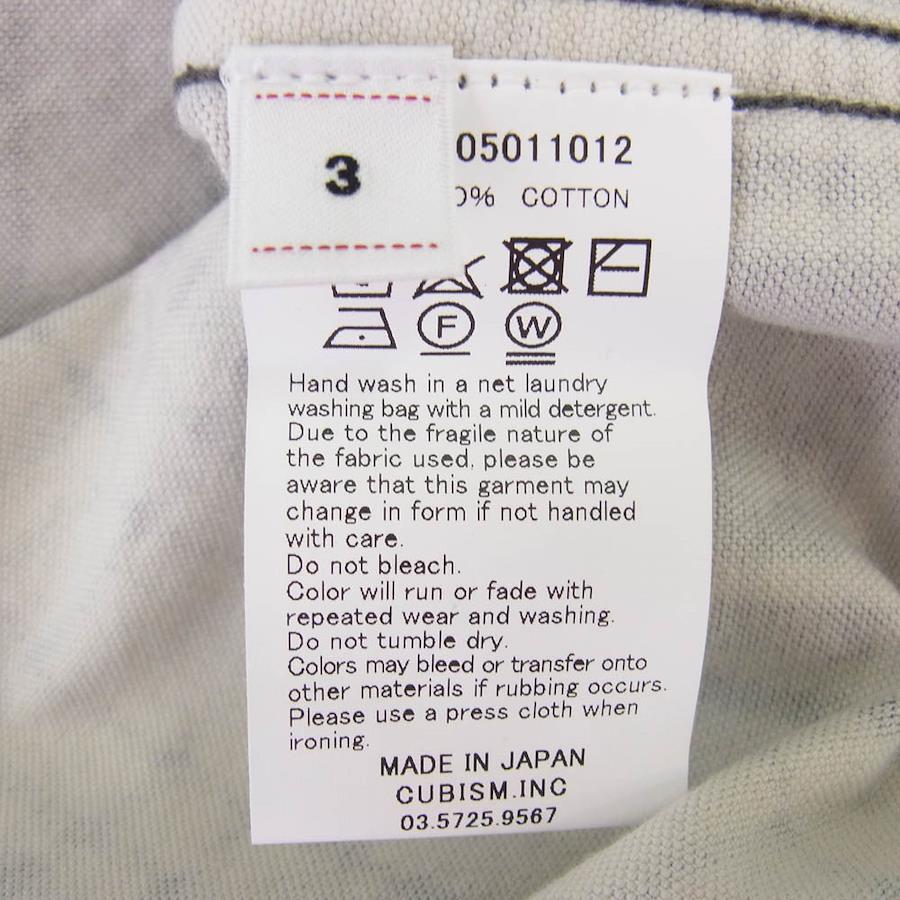 3
05011012
% COTTON
F
W
Hand wash in a net laundry
washing bag with a mild detergent.
Due to the fragile nature of
the fabric used, please be
aware that this garment may
change in form if not handled
with care.
Do not bleach.
Color will run or fade with
repeated wear and washing.
Do not tumble dry.
Colors may bleed or transfer onto
other materials if rubbing occurs.
Please use a press cloth when
ironing.
MADE IN JAPAN
CUBISM.INC
03.5725.9567